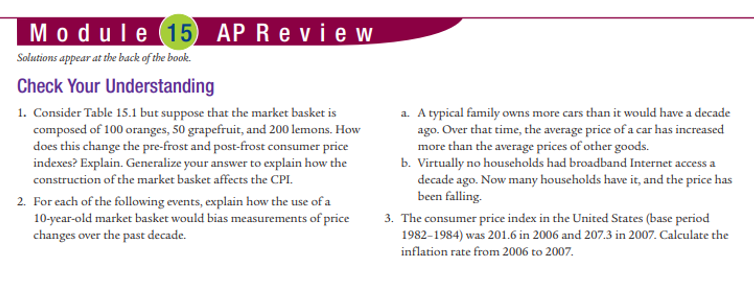 Module 15 AP Review
Solutions appear at the back of the book.
Check Your Understanding
1. Consider Table 15.1 but suppose that the market basket is
composed of 100 oranges, 50 grapefruit, and 200 lemons. How
does this change the pre-frost and post-frost consumer price
indexes? Explain. Generalize your answer to explain how the
construction of the market basket affects the CPI.
2. For each of the following events, explain how the use of a
10-year-old market basket would bias measurements of price
changes over the past decade.
a. A typical family owns more cars than it would have a decade
ago. Over that time, the average price of a car has increased
more than the average prices of other goods.
b. Virtually no households had broadband Internet access a
decade ago. Now many households have it, and the price has
been falling.
3. The consumer price index in the United States (base period
1982–1984) was 201.6 in 2006 and 207.3 in 2007. Calculate the
inflation rate from 2006 to 2007.